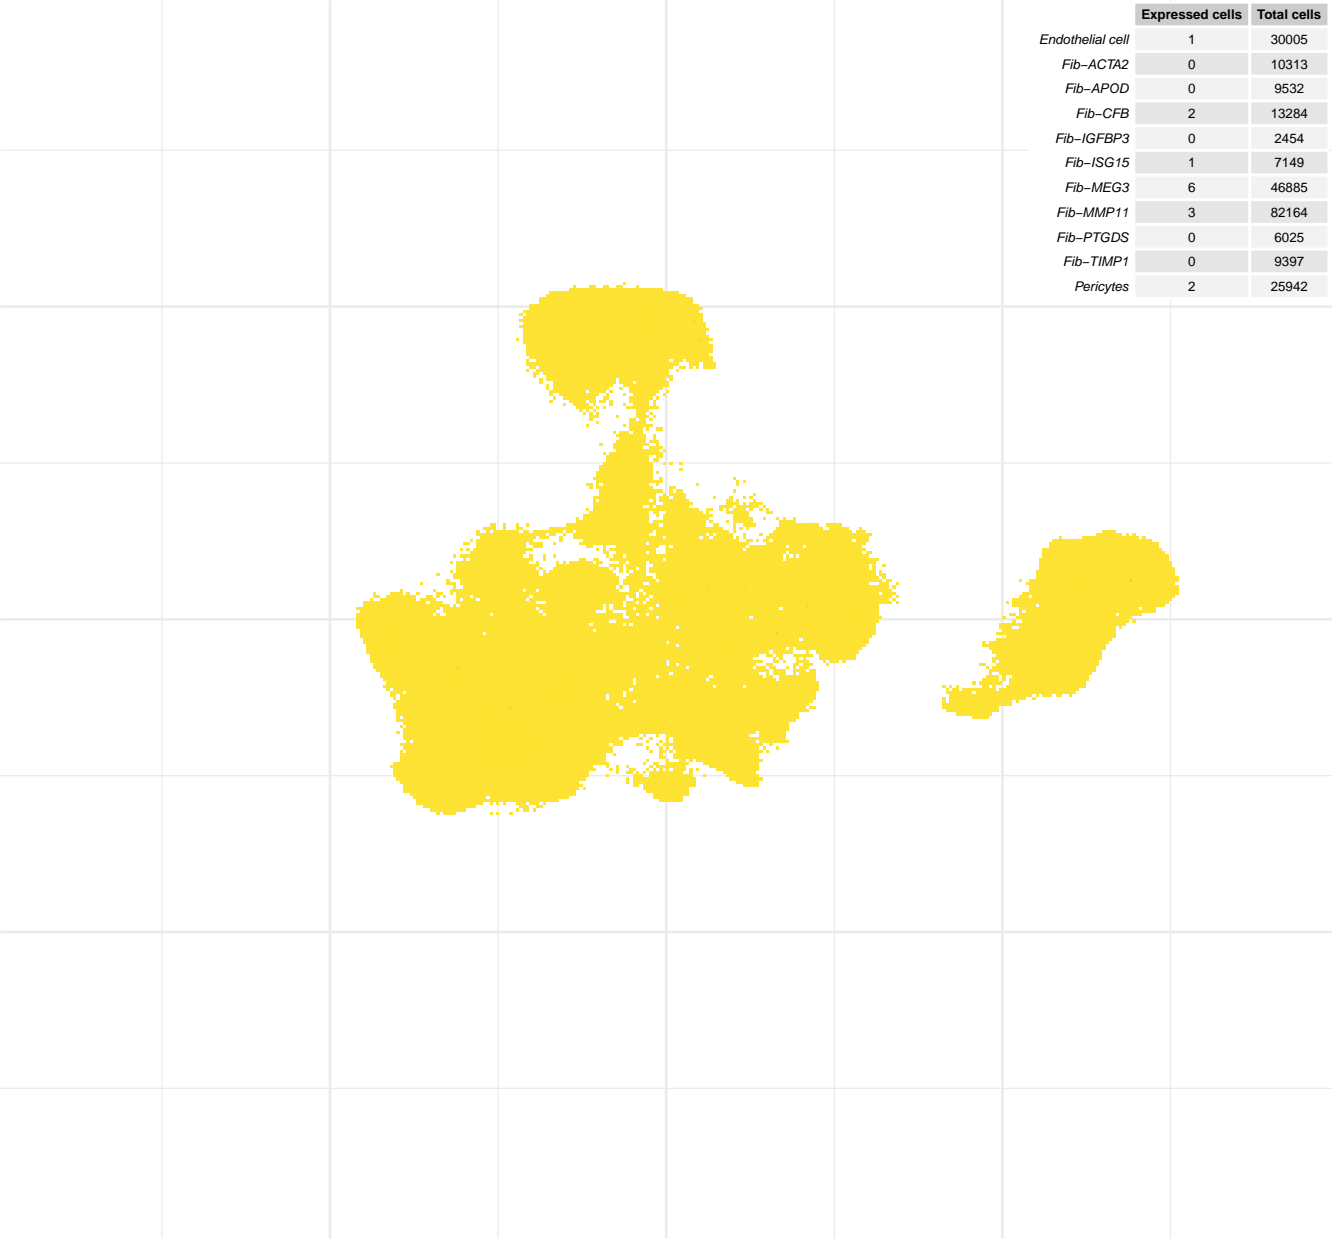 Expressed cells Total cells
Endothelial cell 1 30005
Fib−ACTA2 0 10313
Fib−APOD 0 9532
Fib−CFB 2 13284
Fib−IGFBP3 0 2454
Fib−ISG15 1 7149
Fib−MEG3 6 46885
Fib−MMP11 3 82164
Fib−PTGDS 0 6025
Fib−TIMP1 0 9397
Pericytes 2 25942